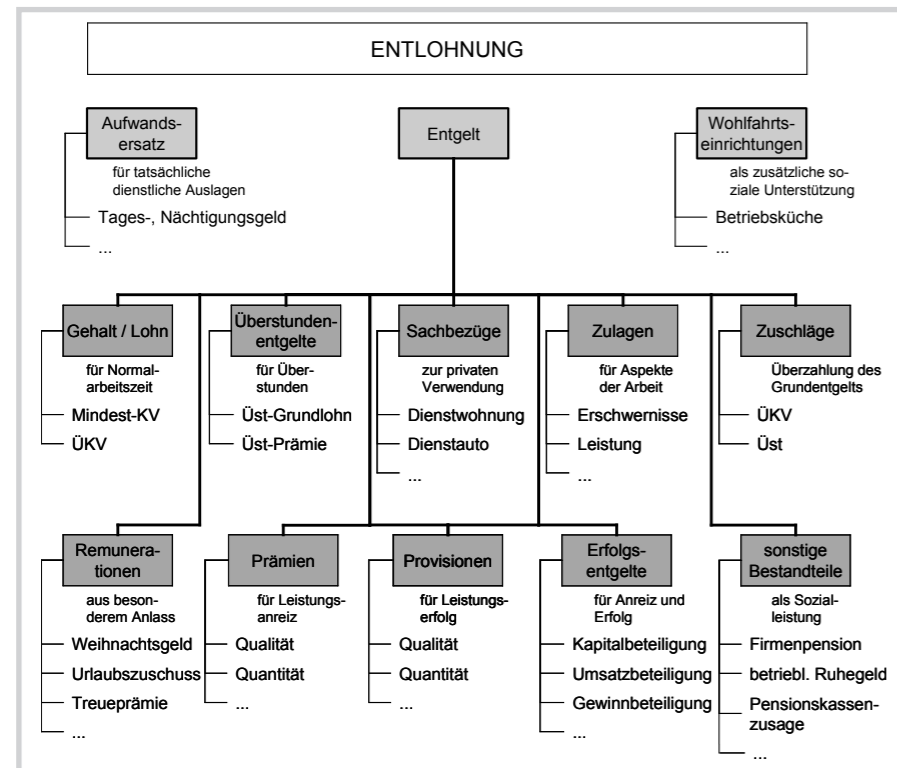 ENTLOHNUNG
Aufwands-
ersatz
für tatsächliche
dienstliche Auslagen
Tages-, Nächtigungsgeld
...
Entgelt
Wohlfahrts-
einrichtungen
als zusätzliche so-
ziale Unterstützung
Betriebsküche
...
Gehalt / Lohn
für Normal-
arbeitszeit
Mindest-KV
ÜKV
Überstunden-
entgelte
für Über-
stunden
Üst-Grundlohn
Üst-Prämie
Sachbezüge
zur privaten
Verwendung
Dienstwohnung
Dienstauto
...
Zulagen
für Aspekte
der Arbeit
Erschwernisse
Leistung
...
Zuschläge
Überzahlung des
Grundentgelts
ÜKV
Üst
Remunera-
tionen
aus beson-
derem Anlass
Weihnachtsgeld
Urlaubszuschuss
Treueprämie
...
Prämien
für Leistungs-
anreiz
Qualität
Quantität
...
Provisionen
für Leistungs-
erfolg
Qualität
Quantität
...
Erfolgs-
entgelte
für Anreiz und
Erfolg
Kapitalbeteiligung
Umsatzbeteiligung
Gewinnbeteiligung
...
sonstige
Bestandteile
als Sozial-
leistung
Firmenpension
betriebl. Ruhegeld
Pensionskassen-
zusage
...